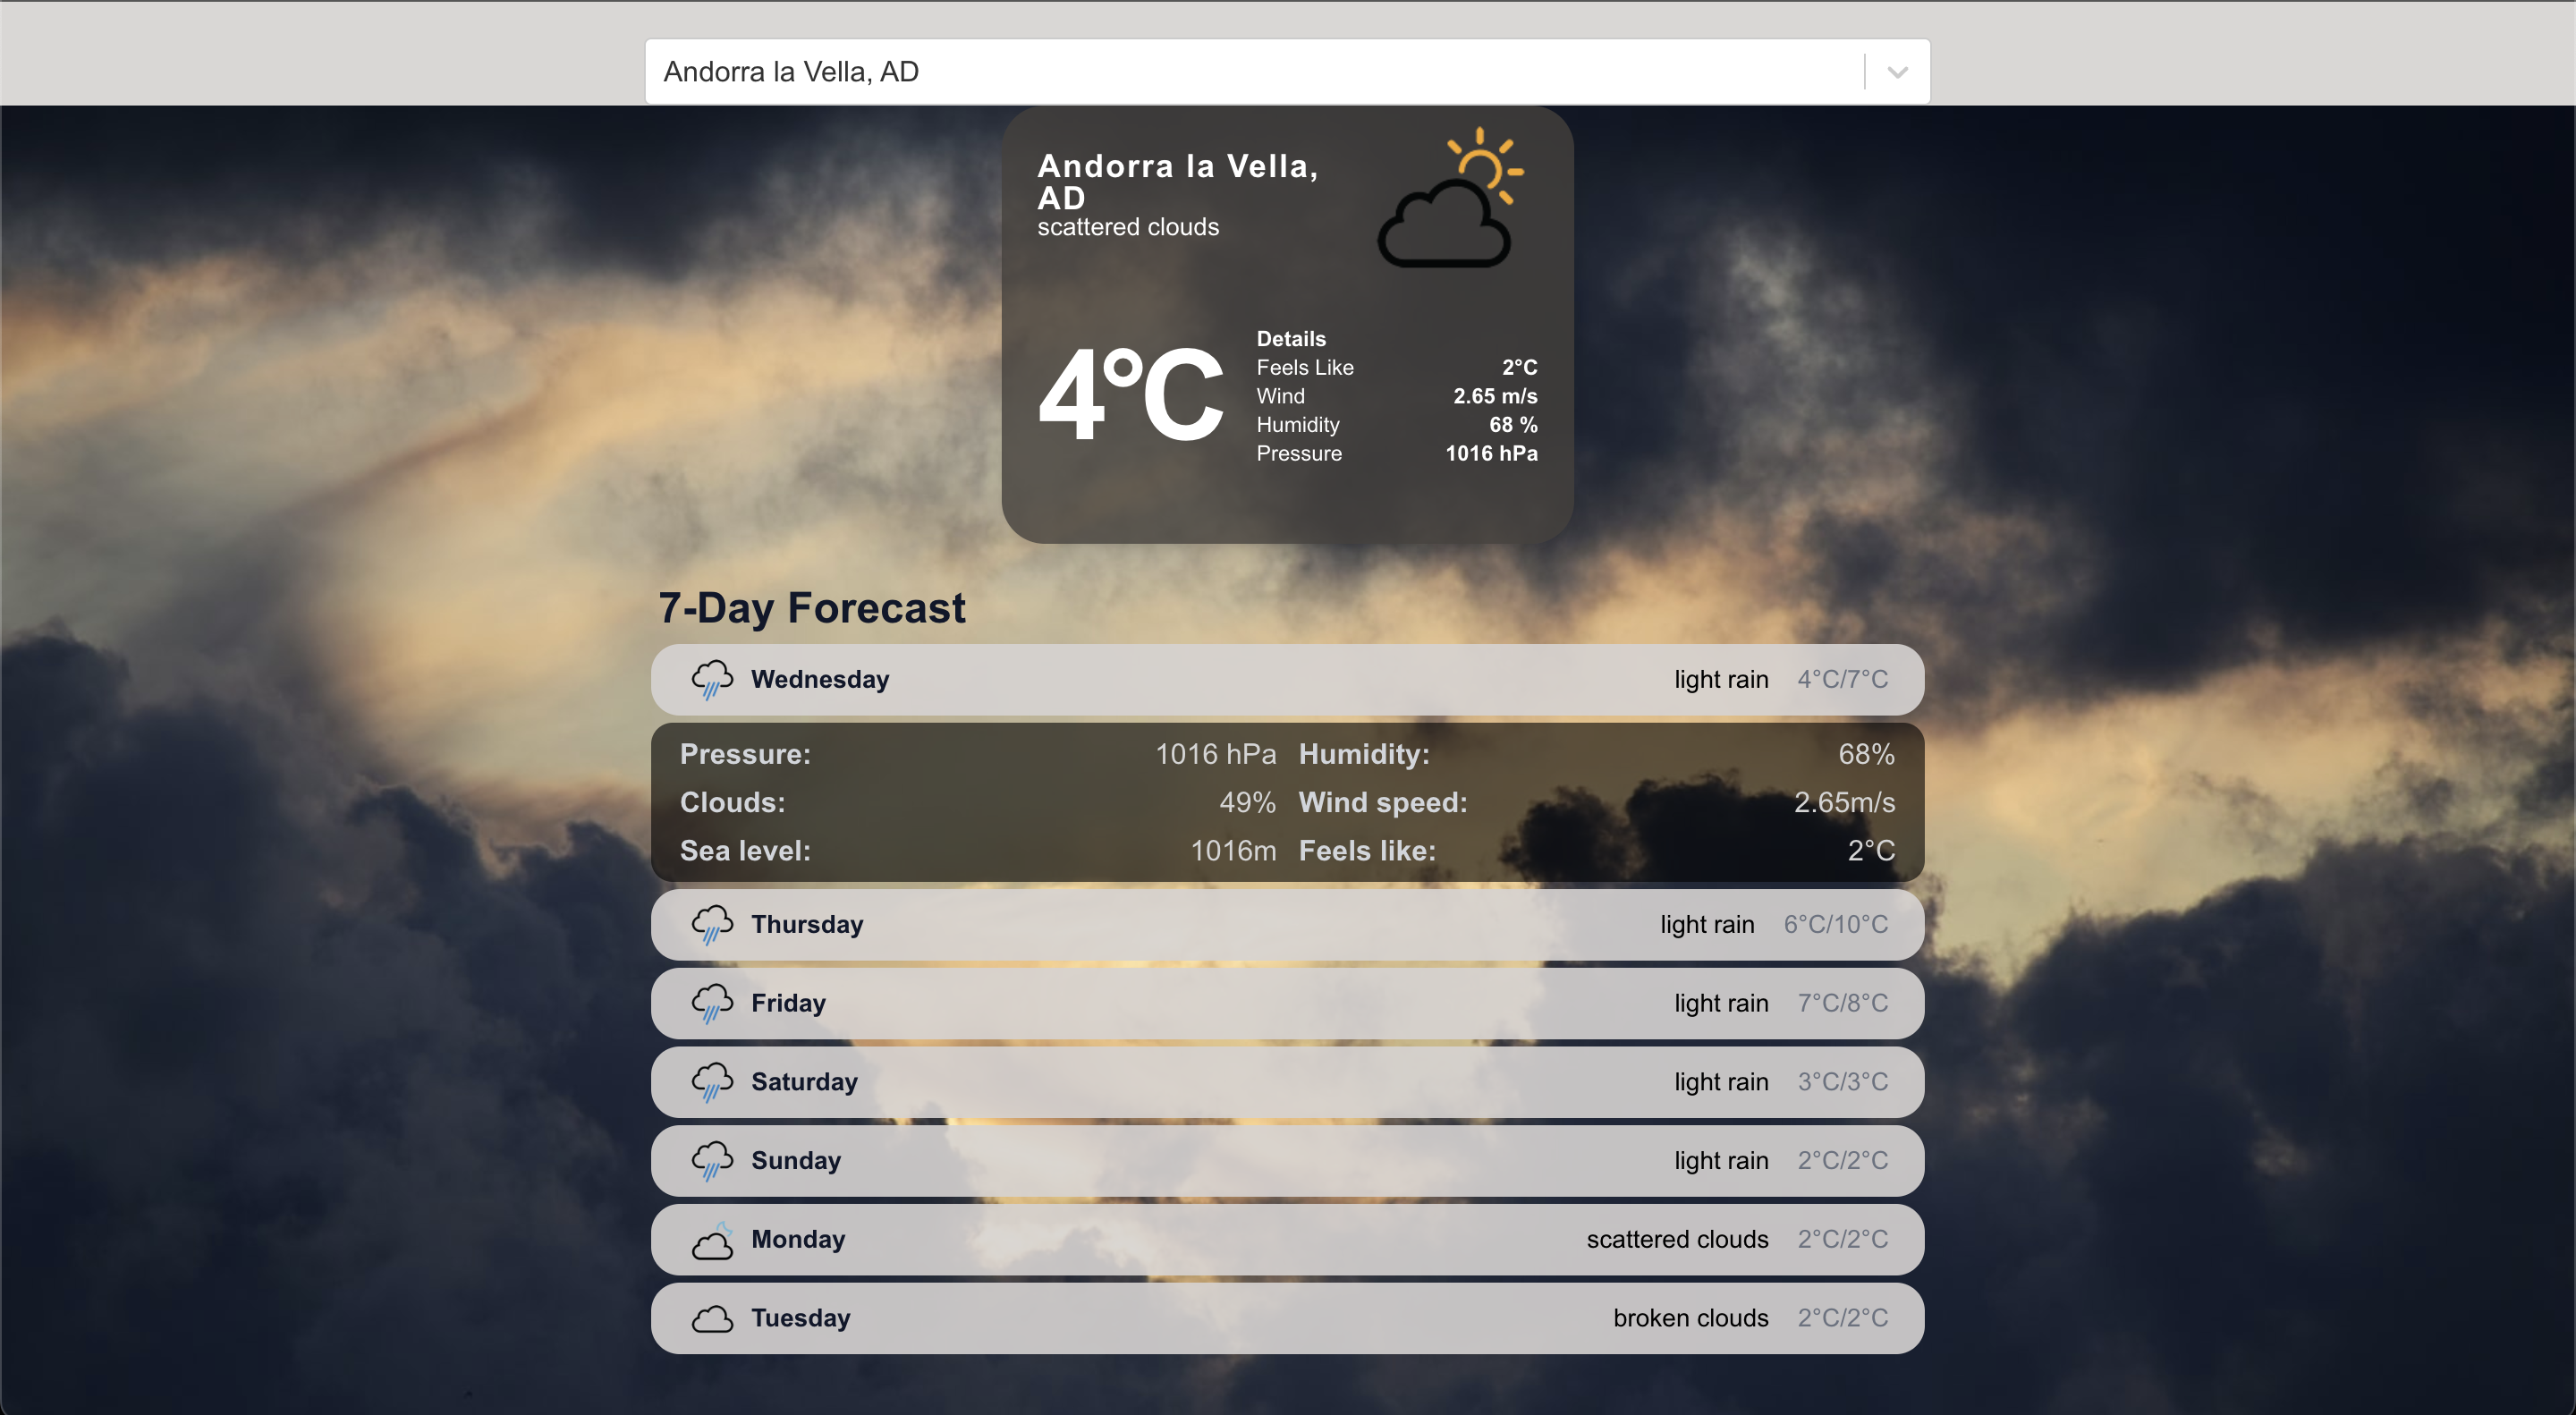 Andorra la Vella, AD
Andorra la Vella,
AD
scattered clouds
4°C
Details
Feels Like 2°C
Wind 2.65 m/s
Humidity 68 %
Pressure 1016 hPa
7-Day Forecast
Wednesday light rain 4°C/7°C
Pressure: 1016 hPa Humidity: 68%
Clouds: 49% Wind speed: 2.65m/s
Sea level: 1016m Feels like: 2°C
Thursday light rain 6°C/10°C
Friday light rain 7°C/8°C
Saturday light rain 3°C/3°C
Sunday light rain 2°C/2°C
Monday scattered clouds 2°C/2°C
Tuesday broken clouds 2°C/2°C